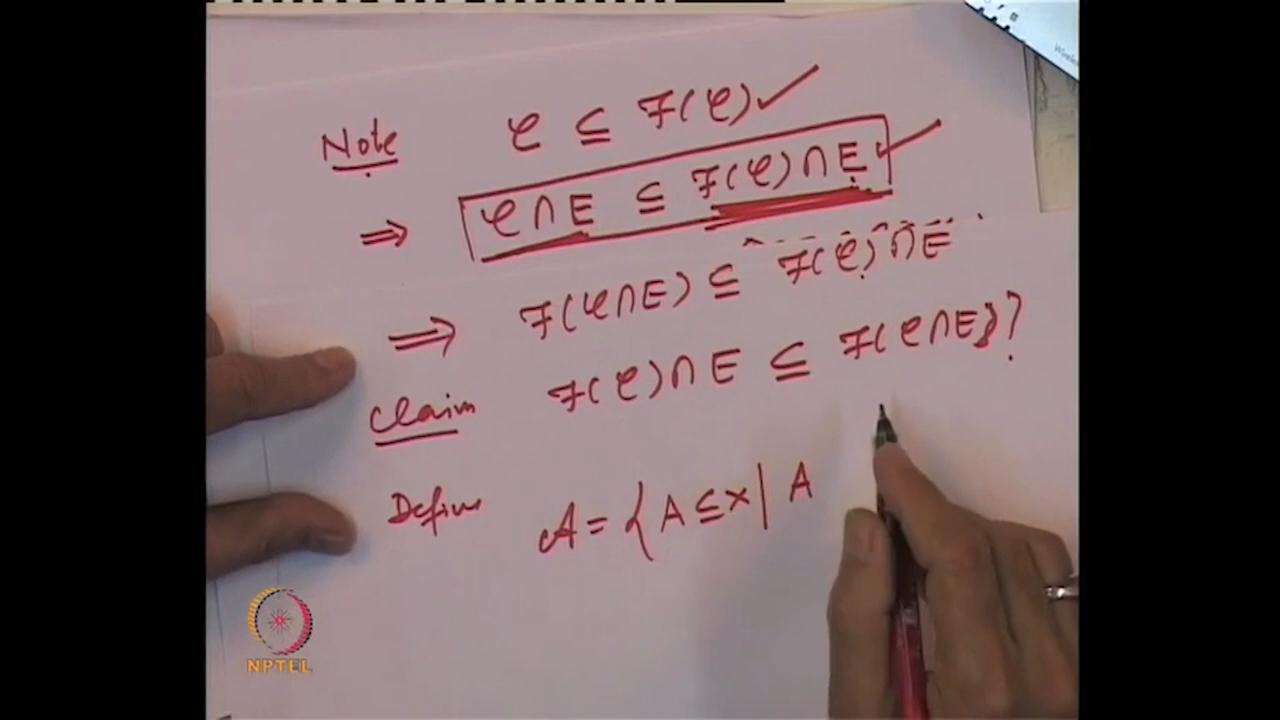 Note 𝒞 ⊆ ℱ(𝒞) ✓
⇒ 𝒞∩E ⊆ ℱ(𝒞)∩E ✓
⇒ ℱ(𝒞∩E) ⊆ ℱ(𝒞)∩E
Claim ℱ(𝒞)∩E ⊆ ℱ(𝒞∩E)?
Define 𝒜 = { A ⊆ X | A
NPTEL